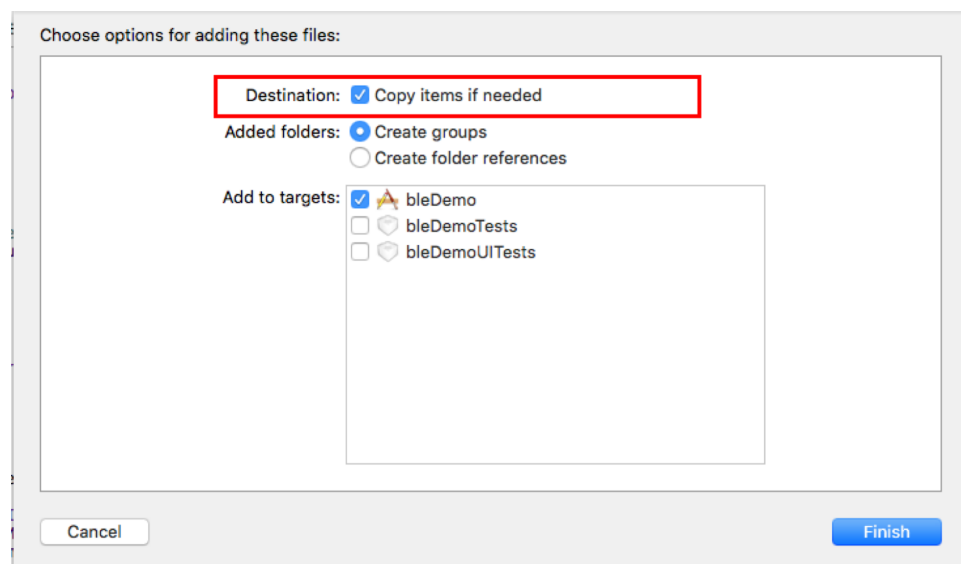 Choose options for adding these files:
Destination: Copy items if needed
Added folders: Create groups
Create folder references
Add to targets: bleDemo
bleDemoTests
bleDemoUITests
Cancel Finish